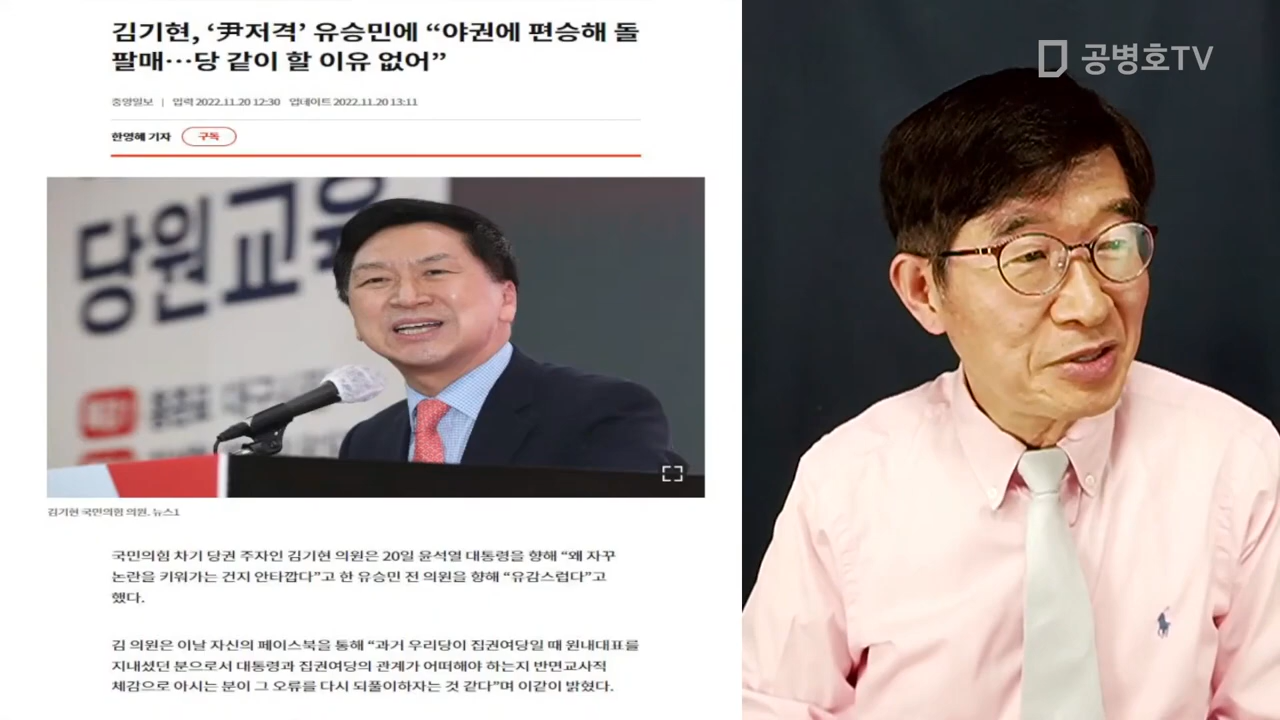 김기현, ‘尹저격’ 유승민에 “야권에 편승해 돌
팔매…당 같이 할 이유 없어”
중앙일보 | 입력 2022.11.20 12:30 업데이트 2022.11.20 13:11
한영혜 기자 구독
당원교육
김기현 국민의힘 의원. 뉴스1
국민의힘 차기 당권 주자인 김기현 의원은 20일 윤석열 대통령을 향해 “왜 자꾸
논란을 키워가는 건지 안타깝다”고 한 유승민 전 의원을 향해 “유감스럽다”고
했다.
김 의원은 이날 자신의 페이스북을 통해 “과거 우리당이 집권여당일 때 원내대표를
지내셨던 분으로서 대통령과 집권여당의 관계가 어떠해야 하는지 반면교사적
체감으로 아시는 분이 그 오류를 다시 되풀이하자는 것 같다”며 이같이 밝혔다.
공병호TV